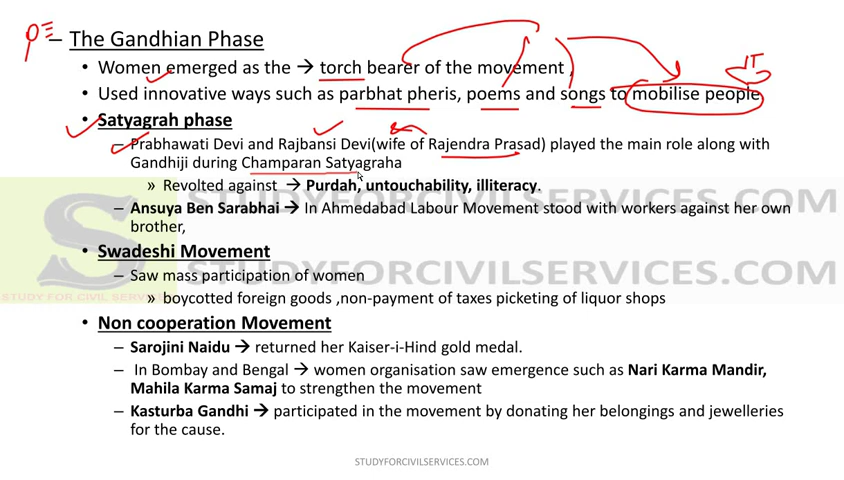 – The Gandhian Phase
• Women emerged as the → torch bearer of the movement ,
• Used innovative ways such as parbhat pheris, poems and songs to mobilise people
• Satyagrah phase
– Prabhawati Devi and Rajbansi Devi(wife of Rajendra Prasad) played the main role along with
Gandhiji during Champaran Satyagraha
» Revolted against → Purdah, untouchability, illiteracy.
– Ansuya Ben Sarabhai → In Ahmedabad Labour Movement stood with workers against her own
brother,
• Swadeshi Movement
– Saw mass participation of women
» boycotted foreign goods ,non-payment of taxes picketing of liquor shops
• Non cooperation Movement
– Sarojini Naidu → returned her Kaiser-i-Hind gold medal.
– In Bombay and Bengal → women organisation saw emergence such as Nari Karma Mandir,
Mahila Karma Samaj to strengthen the movement
– Kasturba Gandhi → participated in the movement by donating her belongings and jewelleries
for the cause.
STUDYFORCIVILSERVICES.COM
STUDYFORCIVILSERVICES.COM
STUDYFORCIVILSERVICES.COM
STUDY FOR CIVIL SERVICES